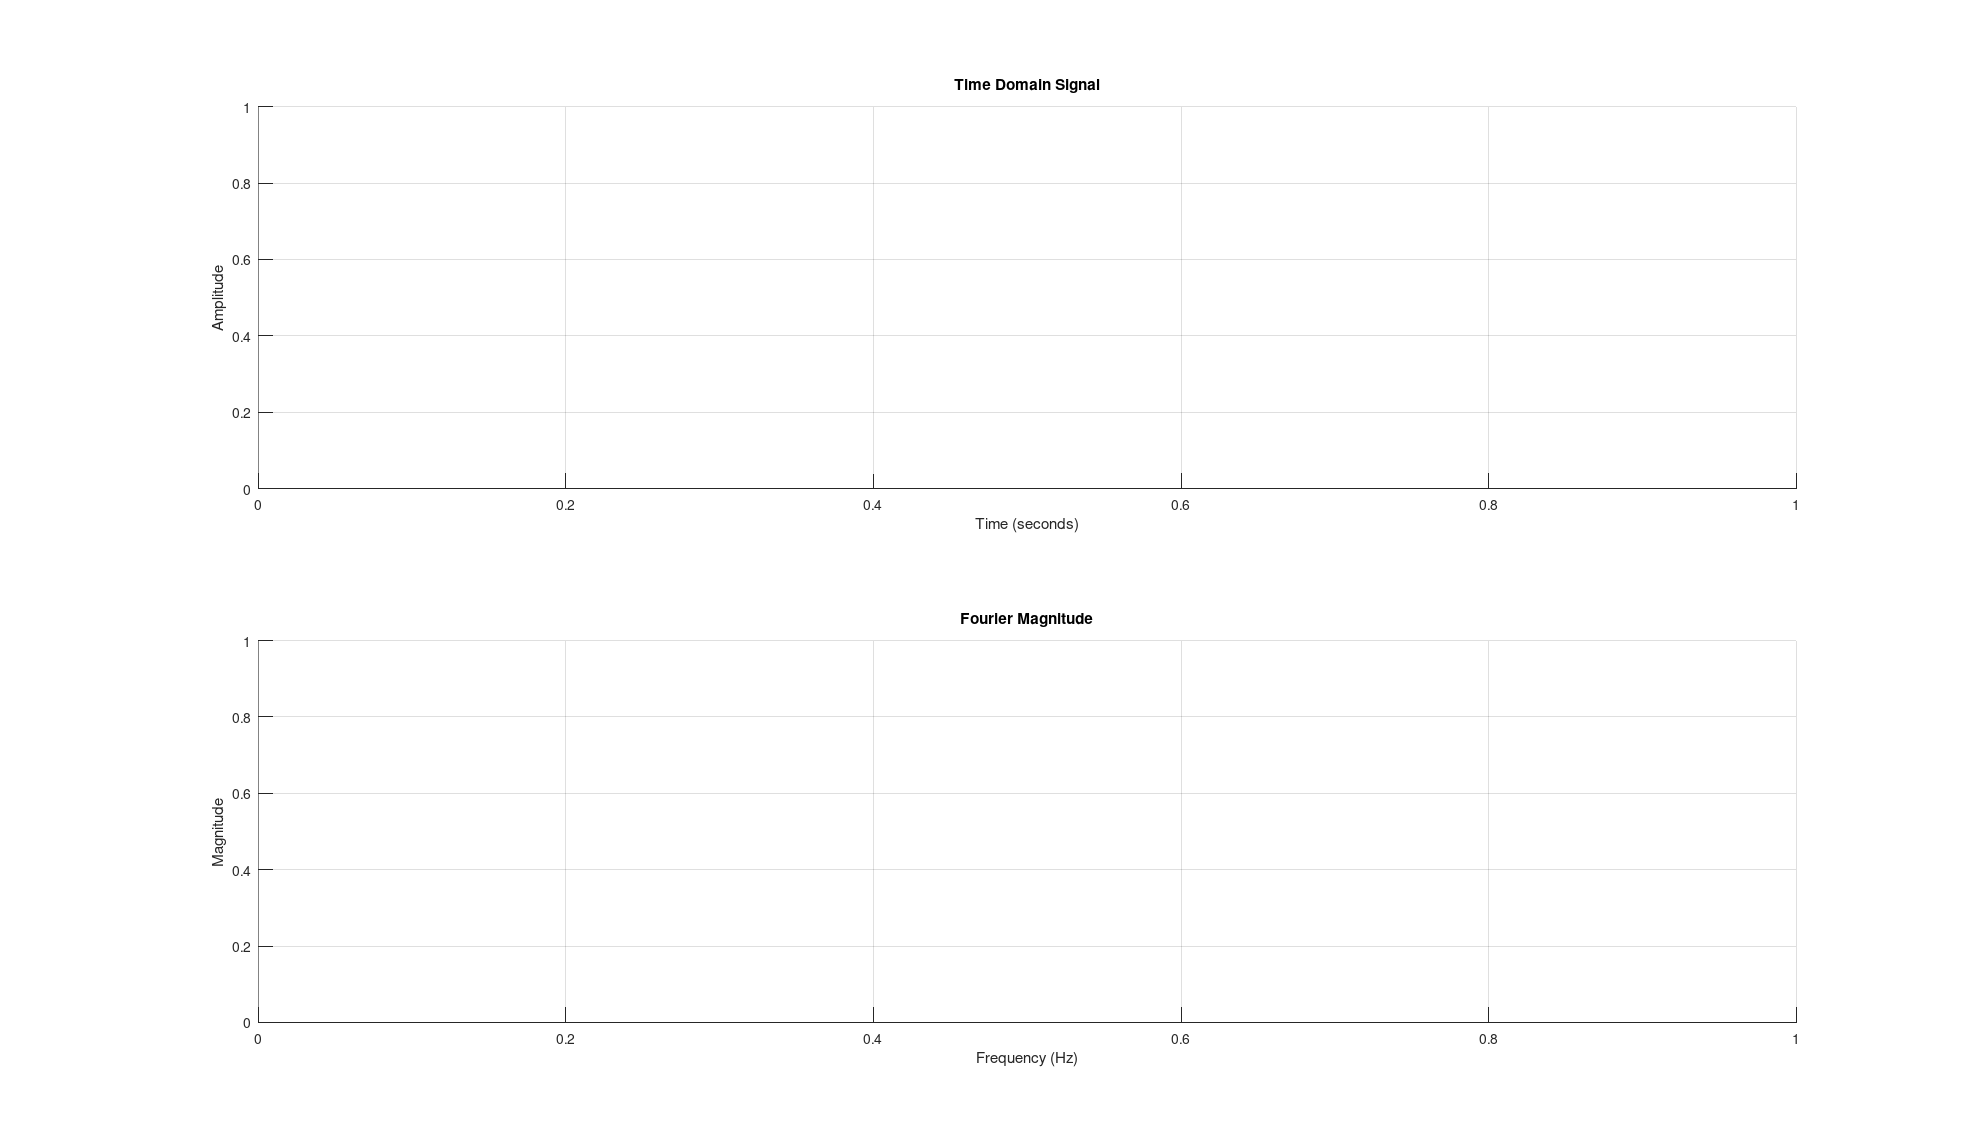 Time Domain Signal
1
0.8
0.6
0.4
0.2
0
Amplitude
0 0.2 0.4 0.6 0.8 1
Time (seconds)
Fourier Magnitude
1
0.8
0.6
0.4
0.2
0
Magnitude
0 0.2 0.4 0.6 0.8 1
Frequency (Hz)